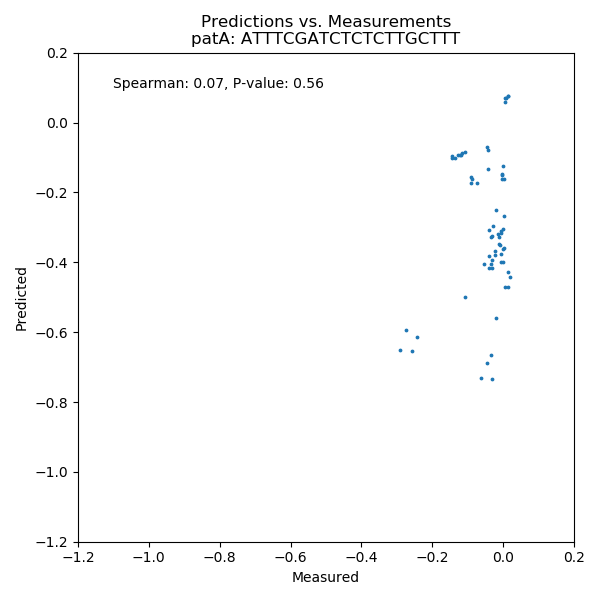 Predictions vs. Measurements
patA: ATTTCGATCTCTCTTGCTTT
Spearman: 0.07, P-value: 0.56
0.2
0.0
−0.2
−0.4
−0.6
−0.8
−1.0
−1.2
Predicted
−1.2 −1.0 −0.8 −0.6 −0.4 −0.2 0.0 0.2
Measured